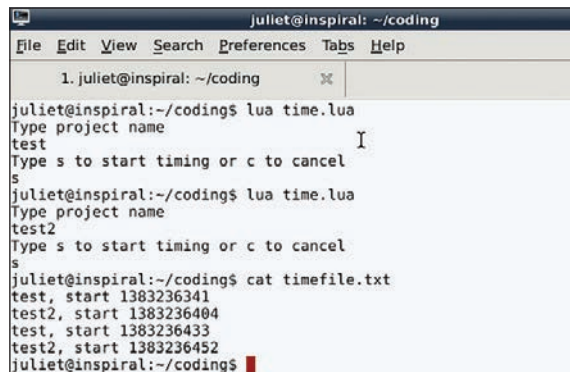 juliet@inspiral: ~/coding
File Edit View Search Preferences Tabs Help
1. juliet@inspiral: ~/coding
juliet@inspiral:~/coding$ lua time.lua
Type project name
test
Type s to start timing or c to cancel
s
juliet@inspiral:~/coding$ lua time.lua
Type project name
test2
Type s to start timing or c to cancel
s
juliet@inspiral:~/coding$ cat timefile.txt
test, start 1383236341
test2, start 1383236404
test, start 1383236433
test2, start 1383236452
juliet@inspiral:~/coding$